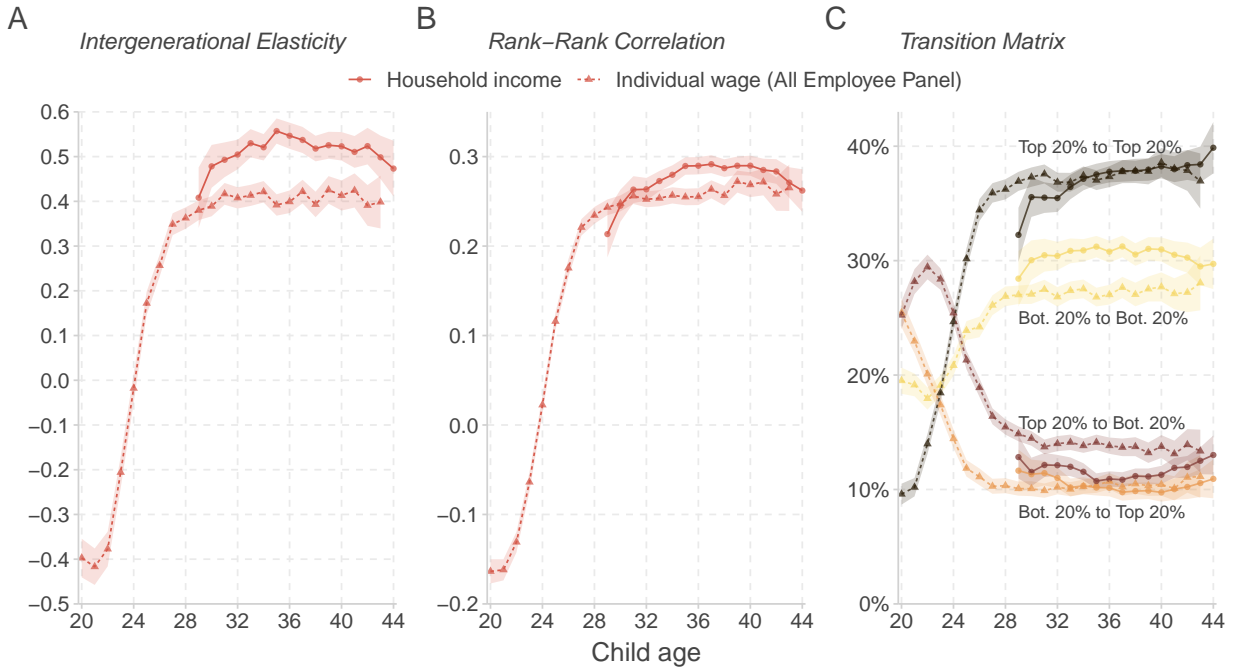 A
Intergenerational Elasticity
B
Rank−Rank Correlation
C
Transition Matrix
Household income
Individual wage (All Employee Panel)
0.6
0.5
0.4
0.3
0.2
0.1
0.0
−0.1
−0.2
−0.3
−0.4
−0.5
20 24 28 32 36 40 44
0.3
0.2
0.1
0.0
−0.1
−0.2
20 24 28 32 36 40 44
Child age
40%
30%
20%
10%
0%
Top 20% to Top 20%
Bot. 20% to Bot. 20%
Top 20% to Bot. 20%
Bot. 20% to Top 20%
20 24 28 32 36 40 44